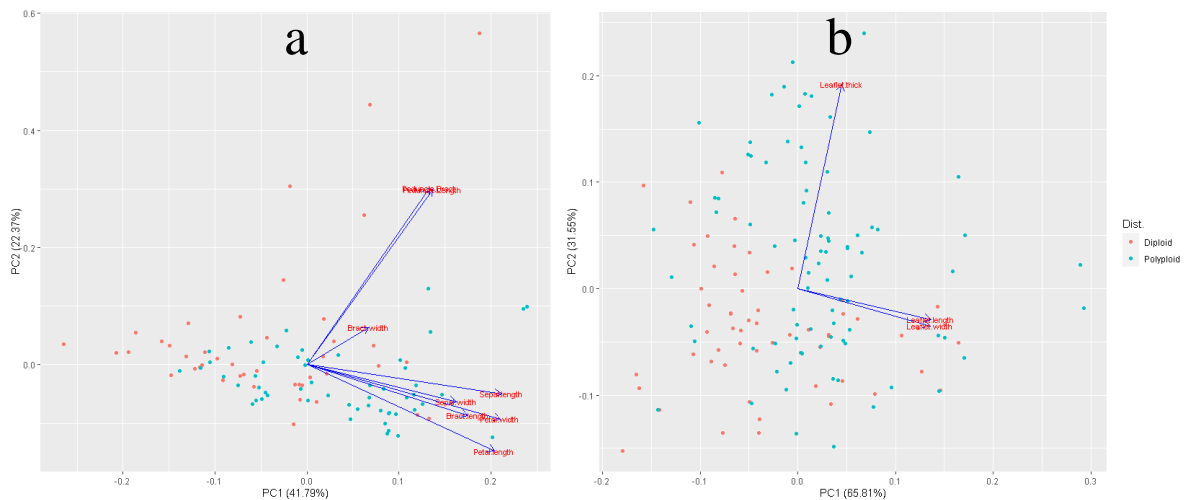 a
b
0.6
0.4
0.2
0.0
PC2 (22.37%)
Peduncle length
Bract width
Sepal length
Sepal width
Bract length
Petal width
Petal length
-0.2
-0.1
0.0
0.1
0.2
PC1 (41.79%)
0.2
0.1
0.0
-0.1
PC2 (31.55%)
Leaflet thick
Leaflet length
Leaflet width
-0.2
-0.1
0.0
0.1
0.2
0.3
PC1 (65.81%)
Dist.
Diploid
Polyploid